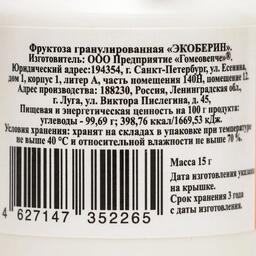 Фруктоза гранулированная «ЭКОБЕРИН».
Изготовитель: ООО Предприятие «Гомеовенче»®,
Юридический адрес:194354, г. Санкт-Петербург, ул. Есенина,
дом 1, корпус 1, литер А, часть помещения 140Н, помещение 12.
Адрес производства: 188230, Россия, Ленинградская обл,
г. Луга, ул. Виктора Пислегина, д. 45,
Пищевая и энергетическая ценность на 100 г продукта:
углеводы - 99,69 г; 398,76 ккал/1669,53 кДж.
Условия хранения: хранят на складах в упаковке при температуре
не выше 40 °С и относительной влажности не выше 70 %.
Масса 15 г
Дата изготовления указана
на крышке.
Срок хранения 3 года
с даты изготовления.
4 627147 352265